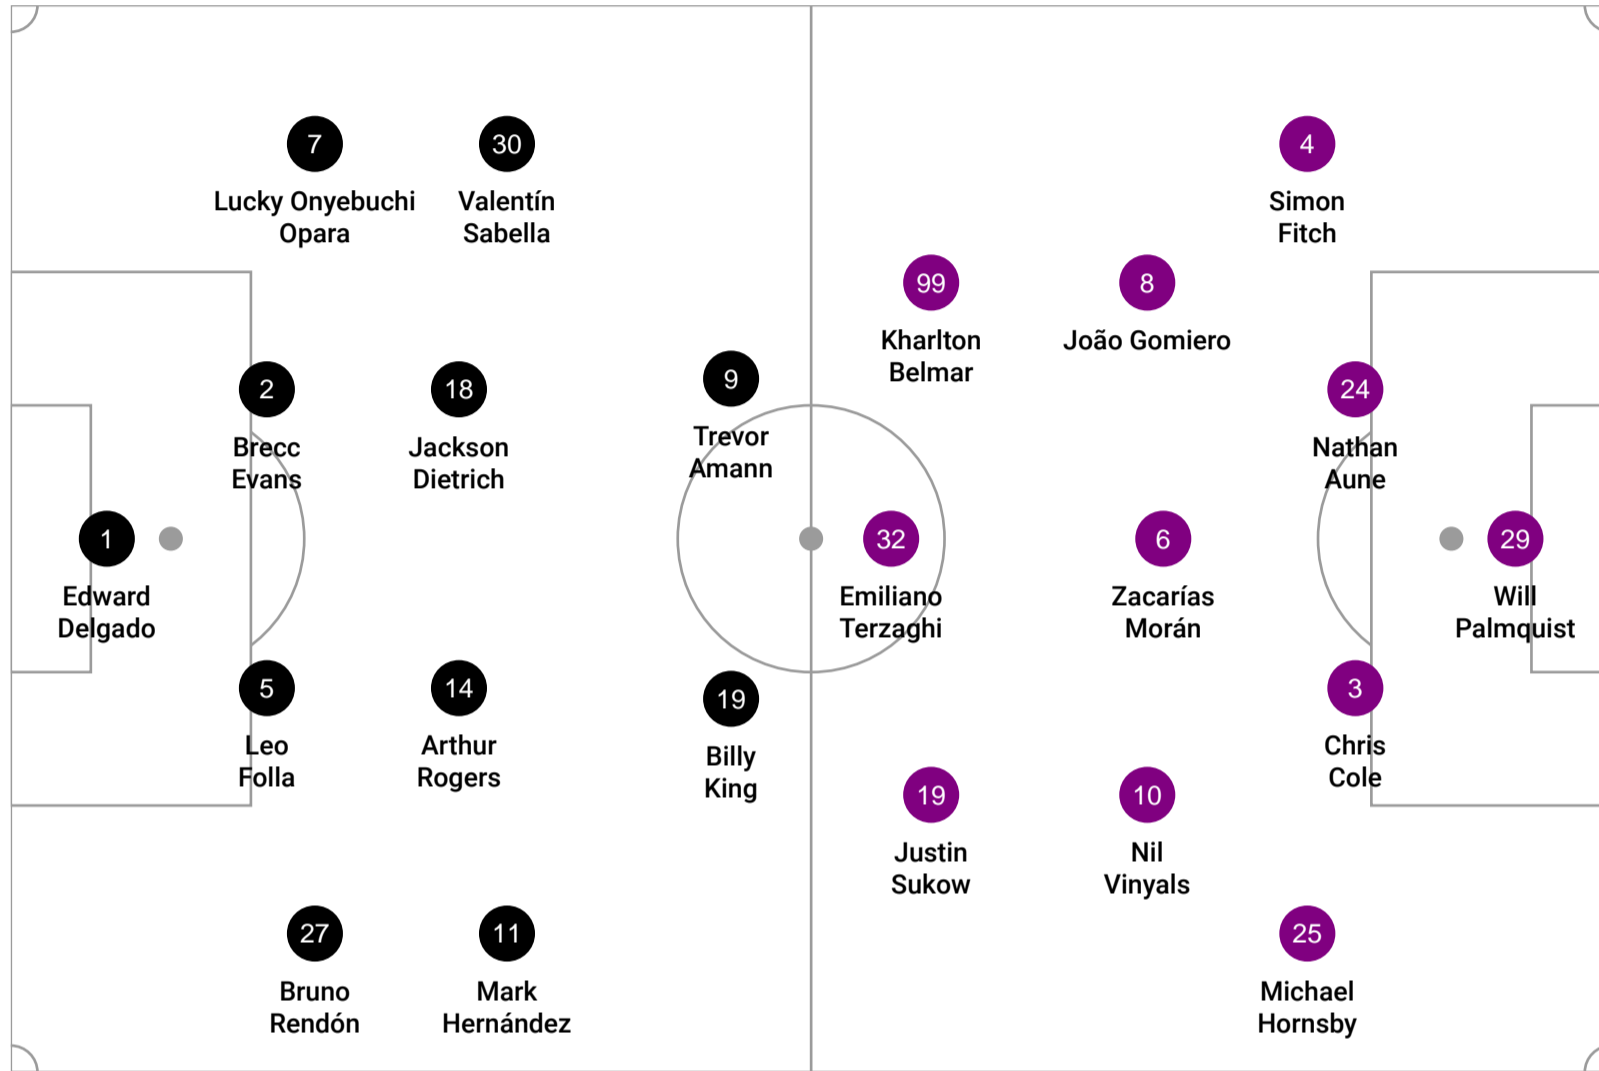 7
Lucky Onyebuchi
Opara
30
Valentín
Sabella
4
Simon
Fitch
99
Kharlton
Belmar
8
João Gomiero
2
Brecc
Evans
18
Jackson
Dietrich
9
Trevor
Amann
24
Nathan
Aune
1
Edward
Delgado
32
Emiliano
Terzaghi
6
Zacarías
Morán
29
Will
Palmquist
5
Leo
Folla
14
Arthur
Rogers
19
Billy
King
3
Chris
Cole
19
Justin
Sukow
10
Nil
Vinyals
27
Bruno
Rendón
11
Mark
Hernández
25
Michael
Hornsby